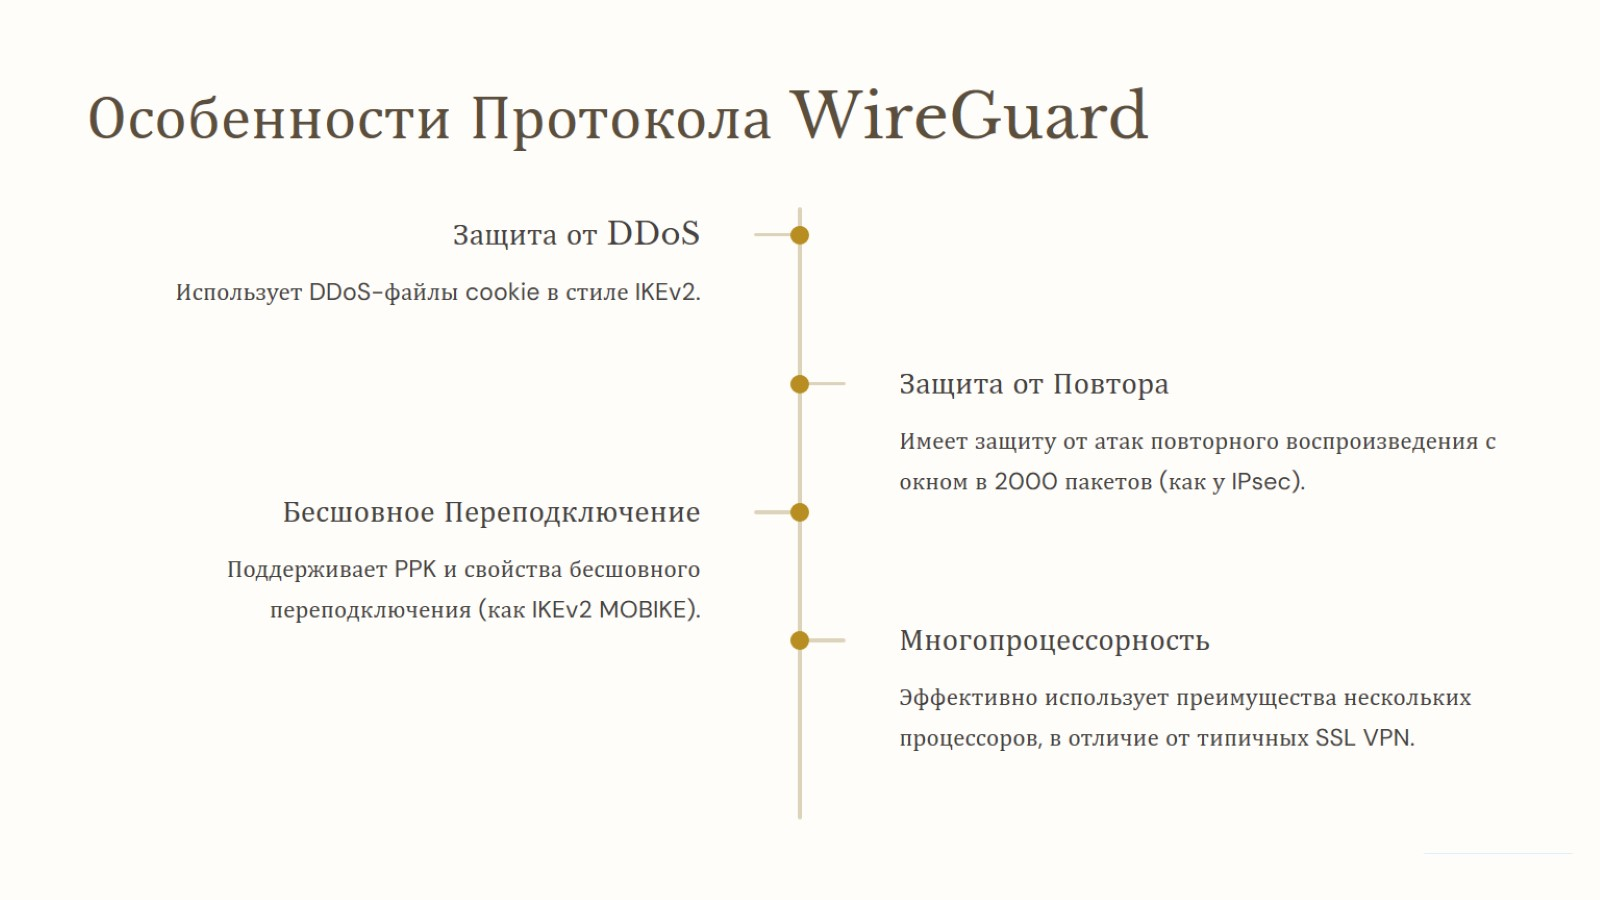 Особенности Протокола WireGuard
Защита от DDoS
Использует DDoS-файлы cookie в стиле IKEv2.
Защита от Повтора
Имеет защиту от атак повторного воспроизведения с
окном в 2000 пакетов (как у IPsec).
Бесшовное Переподключение
Поддерживает PPK и свойства бесшовного
переподключения (как IKEv2 MOBIKE).
Многопроцессорность
Эффективно использует преимущества нескольких
процессоров, в отличие от типичных SSL VPN.